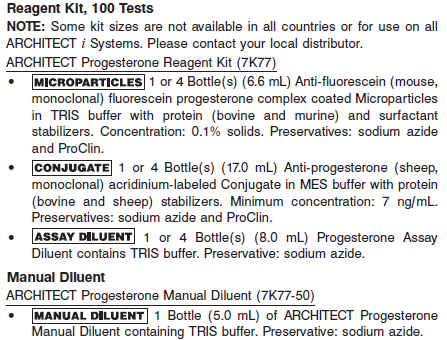 Reagent Kit, 100 Tests
NOTE: Some kit sizes are not available in all countries or for use on all
ARCHITECT i Systems. Please contact your local distributor.
ARCHITECT Progesterone Reagent Kit (7K77)
• MICROPARTICLES 1 or 4 Bottle(s) (6.6 mL) Anti-fluorescein (mouse,
monoclonal) fluorescein progesterone complex coated Microparticles
in TRIS buffer with protein (bovine and murine) and surfactant
stabilizers. Concentration: 0.1% solids. Preservatives: sodium azide
and ProClin.
• CONJUGATE 1 or 4 Bottle(s) (17.0 mL) Anti-progesterone (sheep,
monoclonal) acridinium-labeled Conjugate in MES buffer with protein
(bovine and sheep) stabilizers. Minimum concentration: 7 ng/mL.
Preservatives: sodium azide and ProClin.
• ASSAY DILUENT 1 or 4 Bottle(s) (8.0 mL) Progesterone Assay
Diluent contains TRIS buffer. Preservative: sodium azide.
Manual Diluent
ARCHITECT Progesterone Manual Diluent (7K77-50)
• MANUAL DILUENT 1 Bottle (5.0 mL) of ARCHITECT Progesterone
Manual Diluent containing TRIS buffer. Preservative: sodium azide.